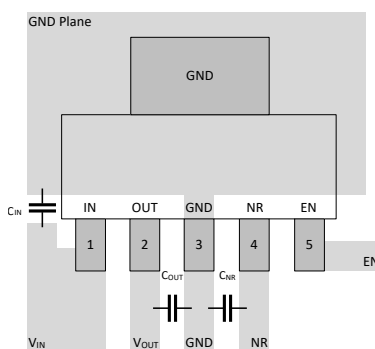 GND Plane
GND
CIN
IN OUT GND NR EN
1 2 3 4 5
EN
COUT CNR
VIN VOUT GND NR